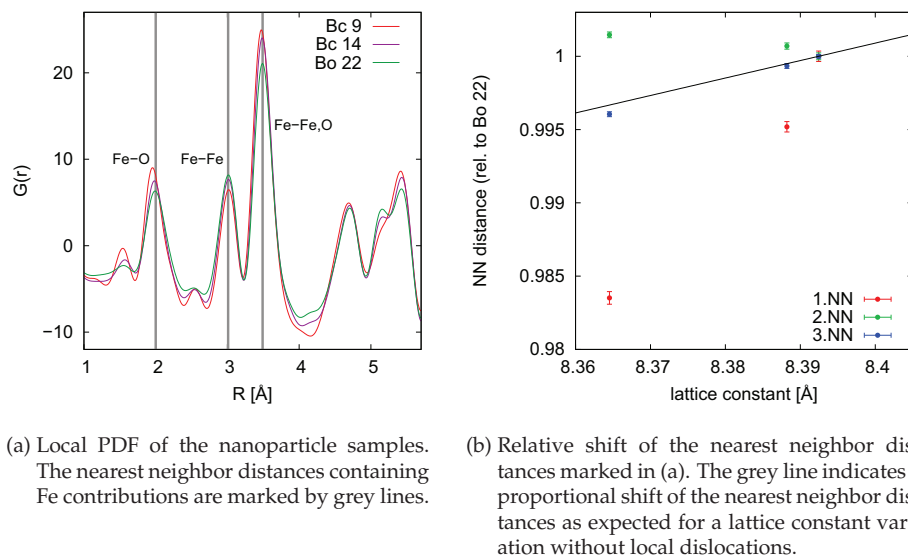 Bc 9
Bc 14
Bo 22
Fe−Fe,O
Fe−O
Fe−Fe
20
10
0
−10
G(r)
1
2
3
4
5
R [Å]
(a) Local PDF of the nanoparticle samples.
The nearest neighbor distances containing
Fe contributions are marked by grey lines.
1
0.995
0.99
0.985
0.98
NN distance (rel. to Bo 22)
1.NN
2.NN
3.NN
8.36
8.37
8.38
8.39
8.4
lattice constant [Å]
(b) Relative shift of the nearest neighbor dis
tances marked in (a). The grey line indicates
proportional shift of the nearest neighbor dis
tances as expected for a lattice constant var
ation without local dislocations.